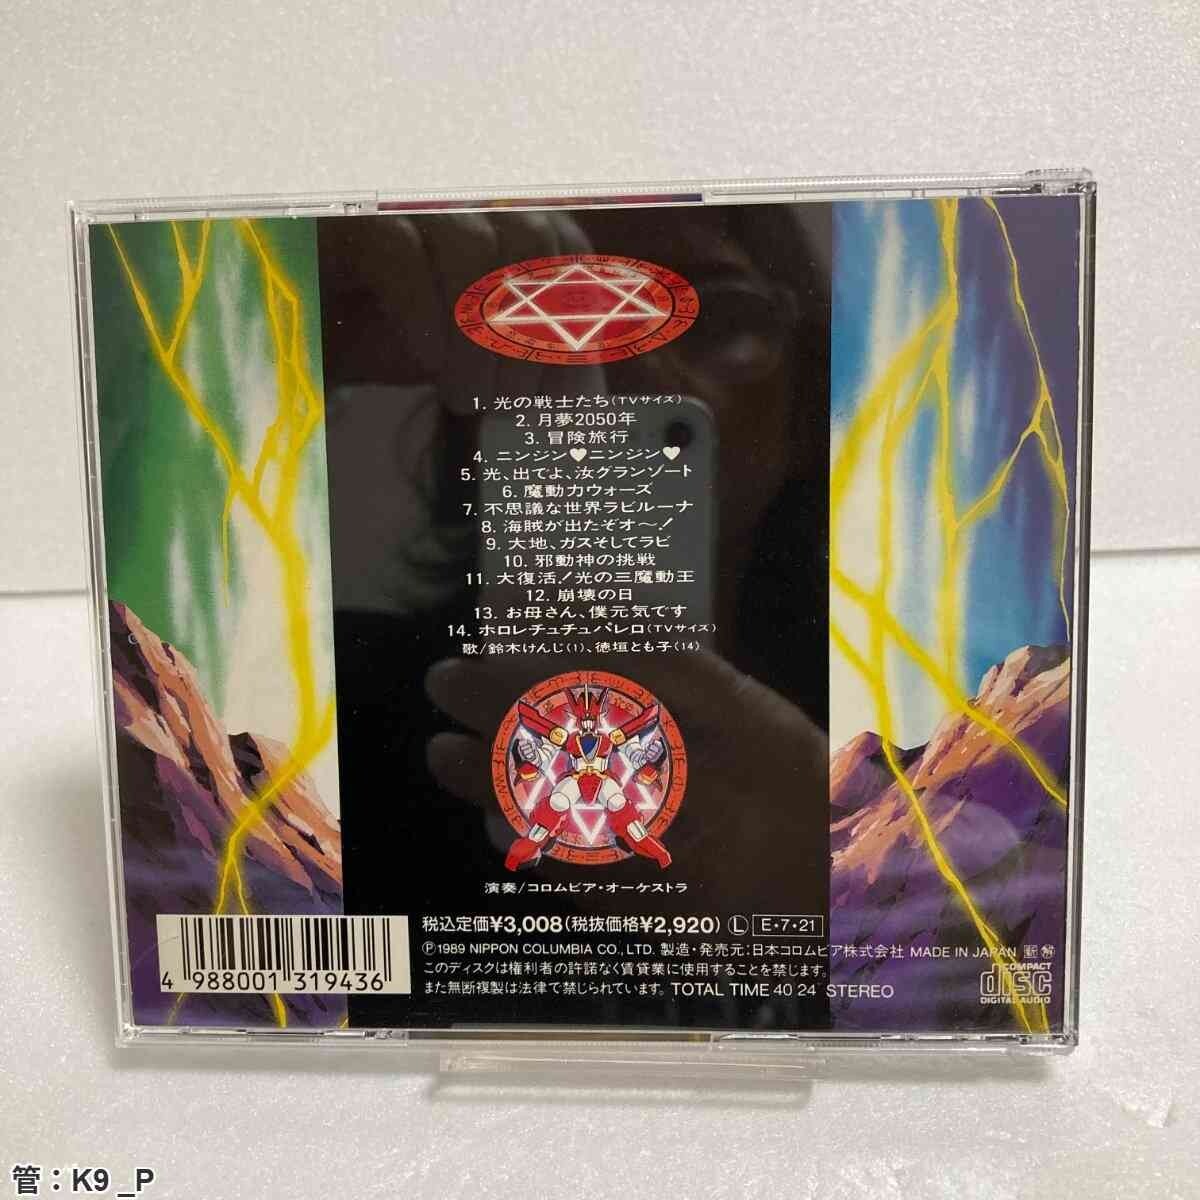 1. 光の戦士たち(TVサイズ)
2. 月夢2050年
3. 冒険旅行
4. ニンジン♥ニンジン♥
5. 光、出でよ、汝グランゾート
6. 魔動力ウォーズ
7. 不思議な世界ラビルーナ
8. 海賊が出たぞオ〜!
9. 大地、ガスそしてラビ
10. 邪動神の挑戦
11. 大復活!光の三魔動王
12. 崩壊の日
13. お母さん、僕元気です
14. ホロレチュチュパレロ(TVサイズ)
歌/鈴木けんじ(1)、徳垣とも子(14)
演奏/コロムビア・オーケストラ
税込定価¥3,008(税抜価格¥2,920) Ⓛ E・7・21
Ⓟ1989 NIPPON COLUMBIA CO., LTD. 製造・発売元:日本コロムビア株式会社 MADE IN JAPAN
このディスクは権利者の許諾なく賃貸業に使用することを禁じます。
また無断複製は法律で禁じられています。 TOTAL TIME 40 24 STEREO
COMPACT
disc
DIGITAL AUDIO
4 988001 319436
管:K9 _P